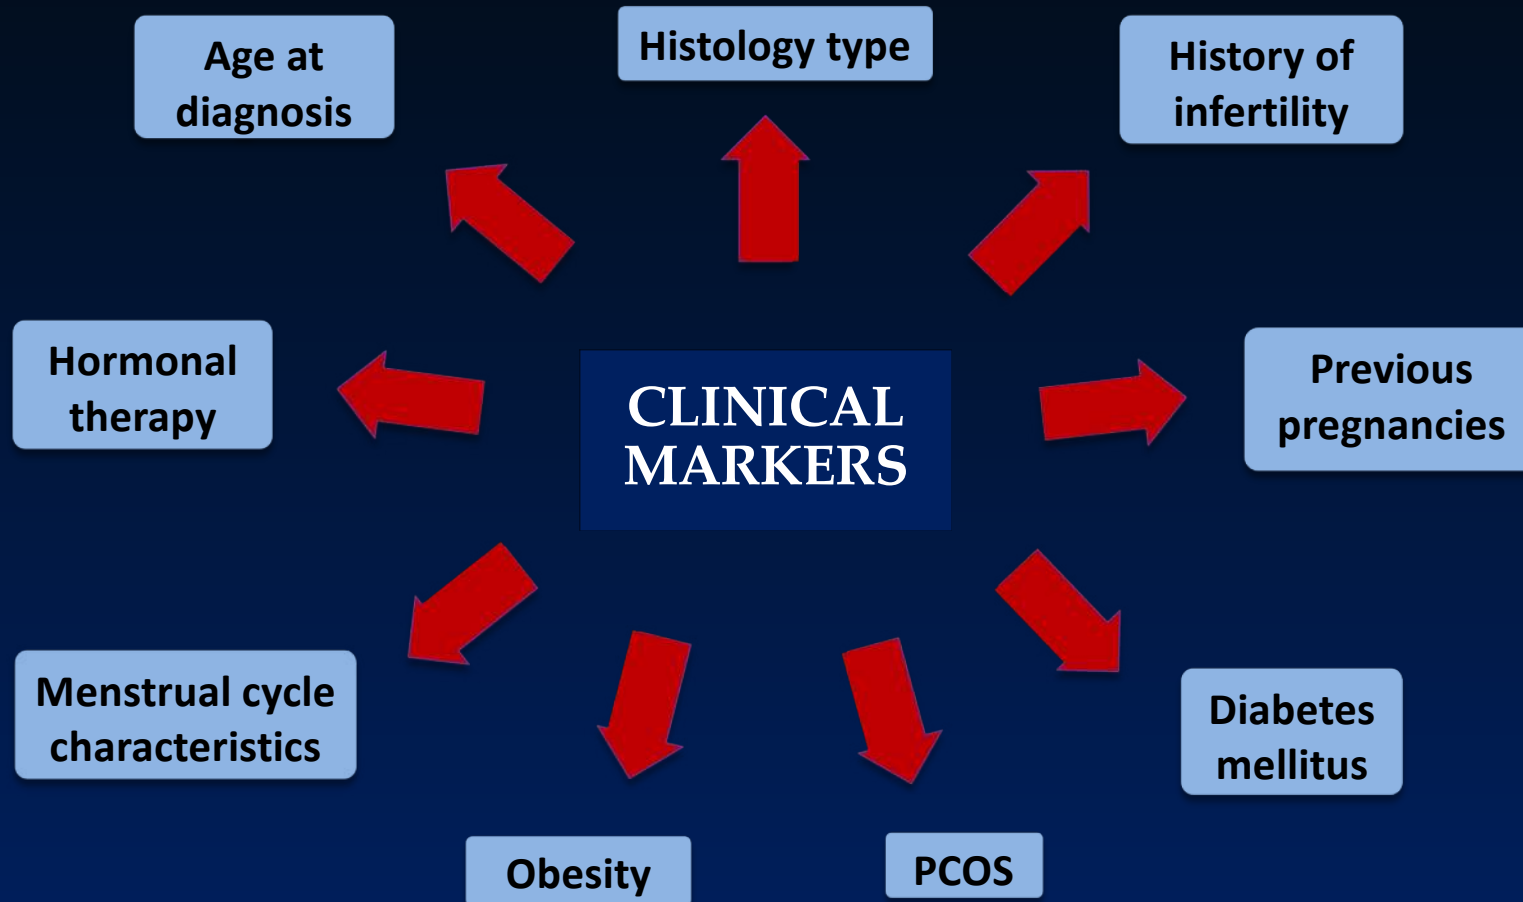 Age at
diagnosis
Histology type
History of
infertility
Hormonal
therapy
CLINICAL
MARKERS
Previous
pregnancies
Menstrual cycle
characteristics
Diabetes
mellitus
Obesity
PCOS